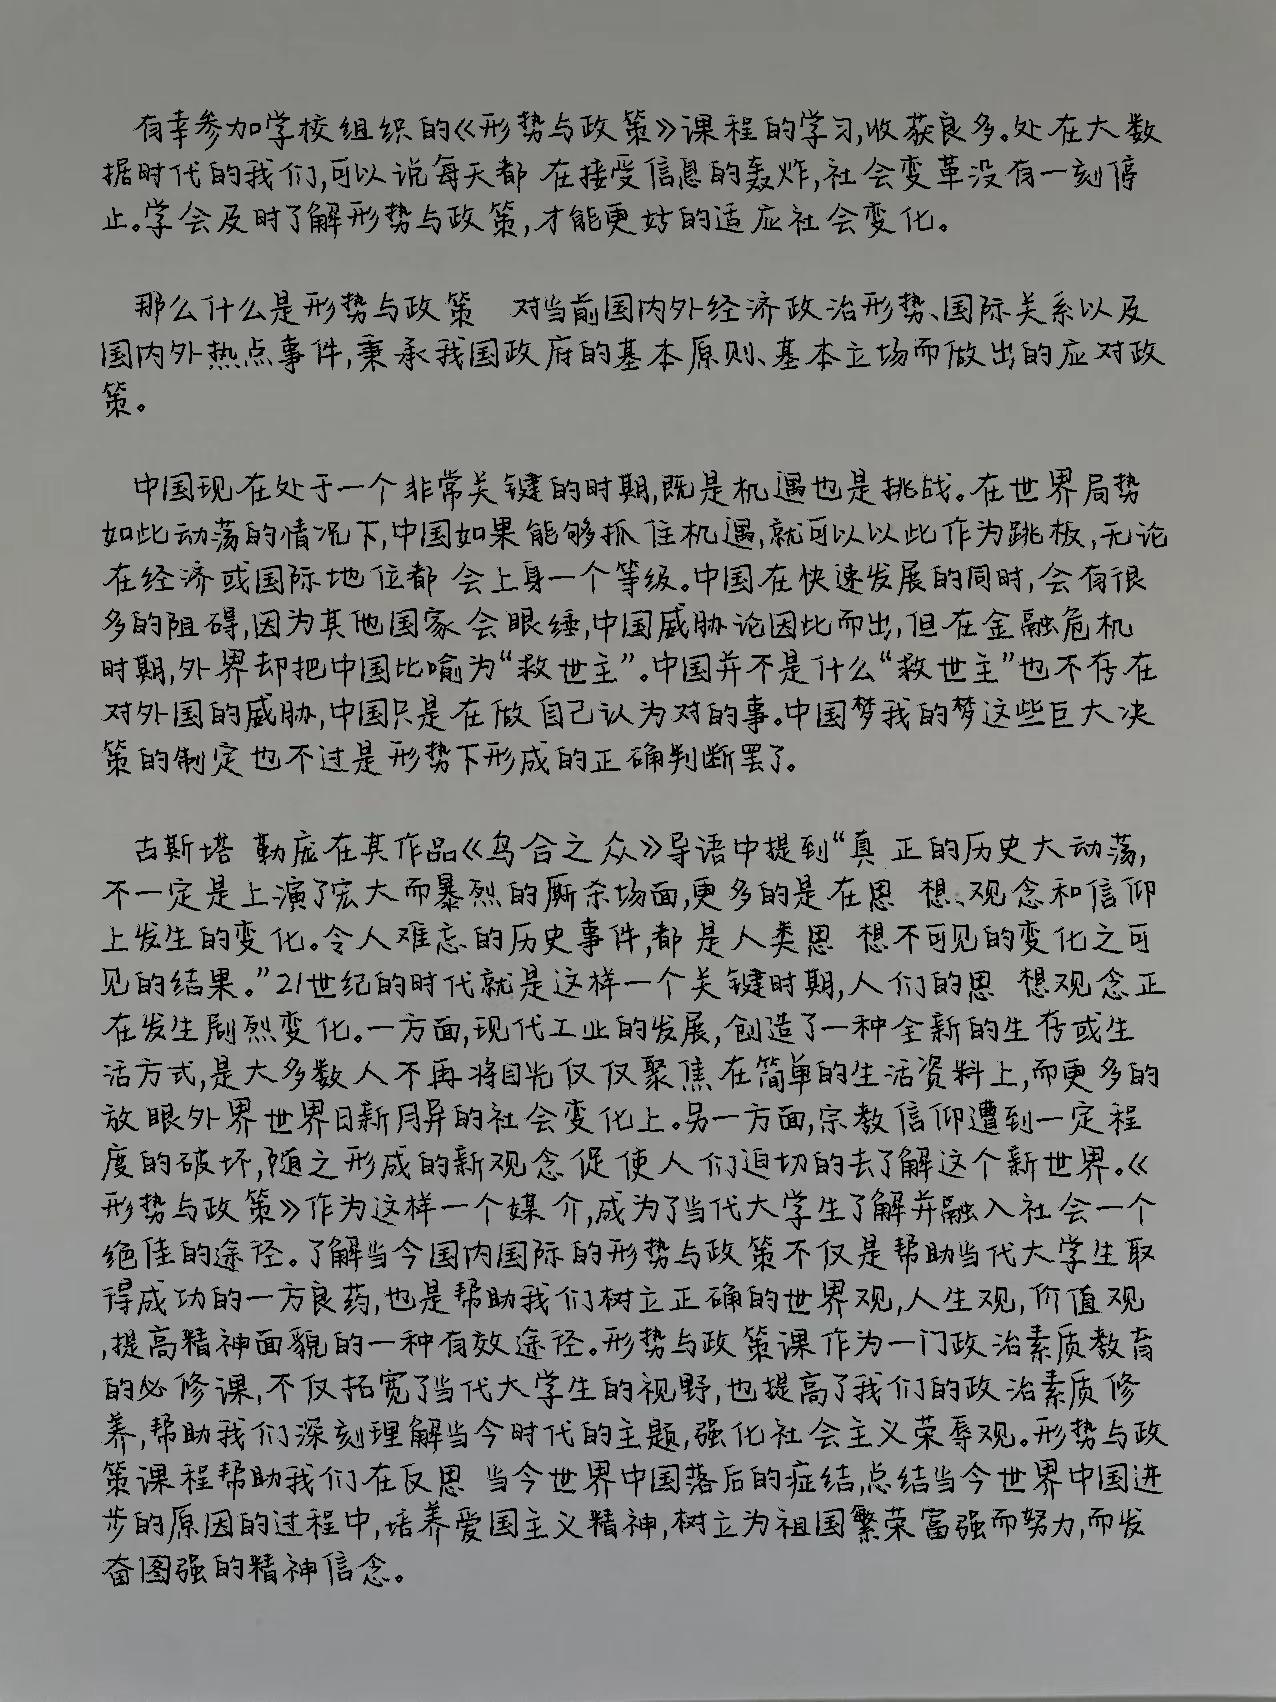 有幸参加学校组织的《形势与政策》课程的学习,收获良多。处在大数
据时代的我们,可以说每天都 在接受信息的轰炸,社会变革没有一刻停
止。学会及时了解形势与政策,才能更好的适应社会变化。
那么什么是形势与政策 对当前国内外经济政治形势、国际关系以及
国内外热点事件,秉承我国政府的基本原则、基本立场而做出的应对政
策。
中国现在处于一个非常关键的时期,既是机遇也是挑战。在世界局势
如此动荡的情况下,中国如果能够抓住机遇,就可以以此作为跳板,无论
在经济或国际地位都 会上身一个等级。中国在快速发展的同时,会有很
多的阻碍,因为其他国家会眼缍,中国威胁论因此而出,但在金融危机
时期,外界却把中国比喻为“救世主”。中国并不是什么“救世主”也不存在
对外国的威胁,中国只是在做自己认为对的事。中国梦我的梦这些巨大决
策的制定也不过是形势下形成的正确判断罢了。
古斯塔 勒庞在其作品《乌合之众》导语中提到“真 正的历史大动荡,
不一定是上演了宏大而暴烈的厮杀场面,更多的是在思 想、观念和信仰
上发生的变化。令人难忘的历史事件,都是人类思 想不可见的变化之可
见的结果。”21世纪的时代就是这样一个关键时期,人们的思 想观念正
在发生剧烈变化。一方面,现代工业的发展,创造了一种全新的生存或生
活方式,是大多数人不再将目光仅仅聚焦在简单的生活资料上,而更多的
放眼外界世界日新月异的社会变化上。另一方面,宗教信仰遭到一定程
度的破坏,随之形成的新观念促使人们迫切的去了解这个新世界。《
形势与政策》作为这样一个媒介,成为了当代大学生了解并融入社会一个
绝佳的途径。了解当今国内国际的形势与政策不仅是帮助当代大学生取
得成功的一方良药,也是帮助我们树立正确的世界观,人生观,价值观
,提高精神面貌的一种有效途径。形势与政策课作为一门政治素质教育
的必修课,不仅拓宽了当代大学生的视野,也提高了我们的政治素质修
养,帮助我们深刻理解当今时代的主题,强化社会主义荣辱观。形势与政
策课程帮助我们在反思 当今世界中国落后的症结,总结当今世界中国进
步的原因的过程中,培养爱国主义精神,树立为祖国繁荣富强而努力,而发
奋图强的精神信念。